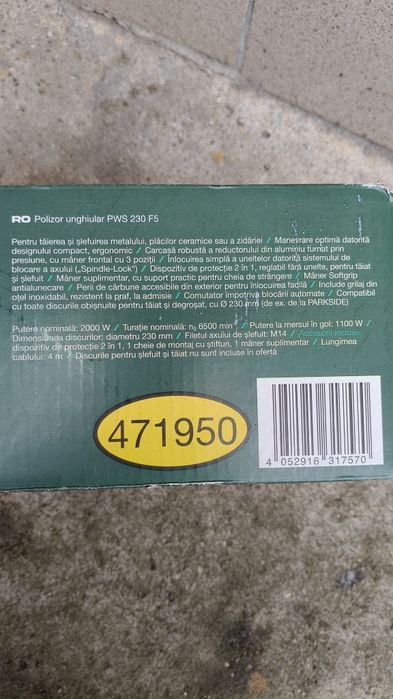 RO Polizor unghiular PWS 230 F5
Pentru tăierea și șlefuirea metalului, plăcilor ceramice sau a zidăriei / Manevrare optimă datorită
designului compact, ergonomic / Carcasă robustă a reductorului din aluminiu turnat prin
presiune, cu mâner frontal cu 3 poziții / Înlocuirea simplă a uneltelor datorită sistemului de
blocare a axului („Spindle-Lock”) / Dispozitiv de protecție 2 în 1, reglabil fără unelte, pentru tăiat
și șlefuit / Mâner suplimentar, cu suport practic pentru cheia de strângere / Mâner Softgrip
antialunecare / Perii de cărbune accesibile din exterior pentru înlocuirea facilă / Include grilaj din
oțel inoxidabil, rezistent la praf, la admisie / Comutator împotriva blocării automate / Compatibil
cu toate discurile obișnuite pentru tăiat și degroșat, cu Ø 230 mm (de ex. de la PARKSIDE)
Putere nominală: 2000 W / Turație nominală: n₀ 6500 min⁻¹ / Putere la mersul în gol: 1100 W /
Dimensiunea discurilor: diametru 230 mm / Filetul axului de șlefuit: M14 / Accesorii incluse:
dispozitiv de protecție 2 în 1, 1 cheie de montaj cu știfturi, 1 mâner suplimentar / Lungimea
cablului: 4 m / Discurile pentru șlefuit și tăiat nu sunt incluse în ofertă
471950
4 052916 317570